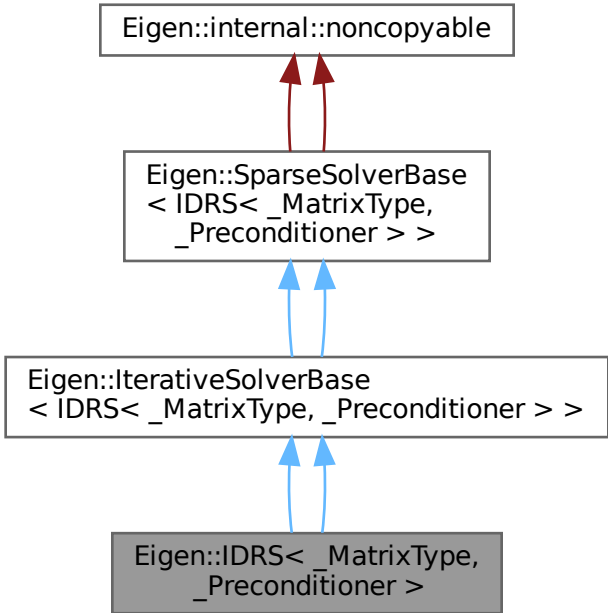 Eigen::internal::noncopyable
Eigen::SparseSolverBase
< IDRS< _MatrixType,
_Preconditioner > >
Eigen::IterativeSolverBase
< IDRS< _MatrixType, _Preconditioner > >
Eigen::IDRS< _MatrixType,
_Preconditioner >